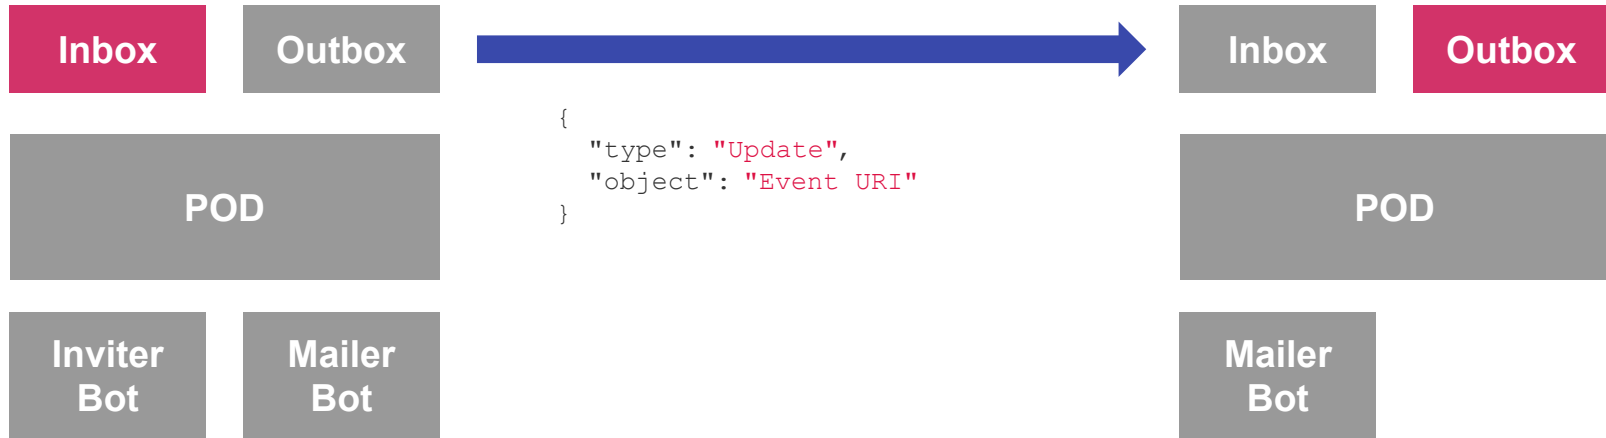 Inbox
Outbox
Inbox
Outbox
{
"type": "Update",
"object": "Event URI"
}
POD
POD
Inviter
Bot
Mailer
Bot
Mailer
Bot